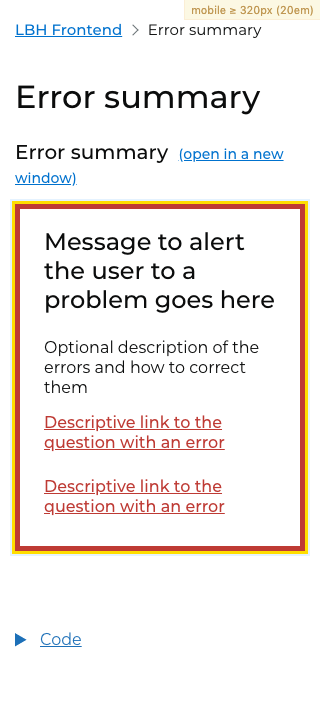 mobile ≥ 320px (20em)
LBH Frontend > Error summary
Error summary
Error summary (open in a new
window)
Message to alert
the user to a
problem goes here
Optional description of the
errors and how to correct
them
Descriptive link to the
question with an error
Descriptive link to the
question with an error
Code